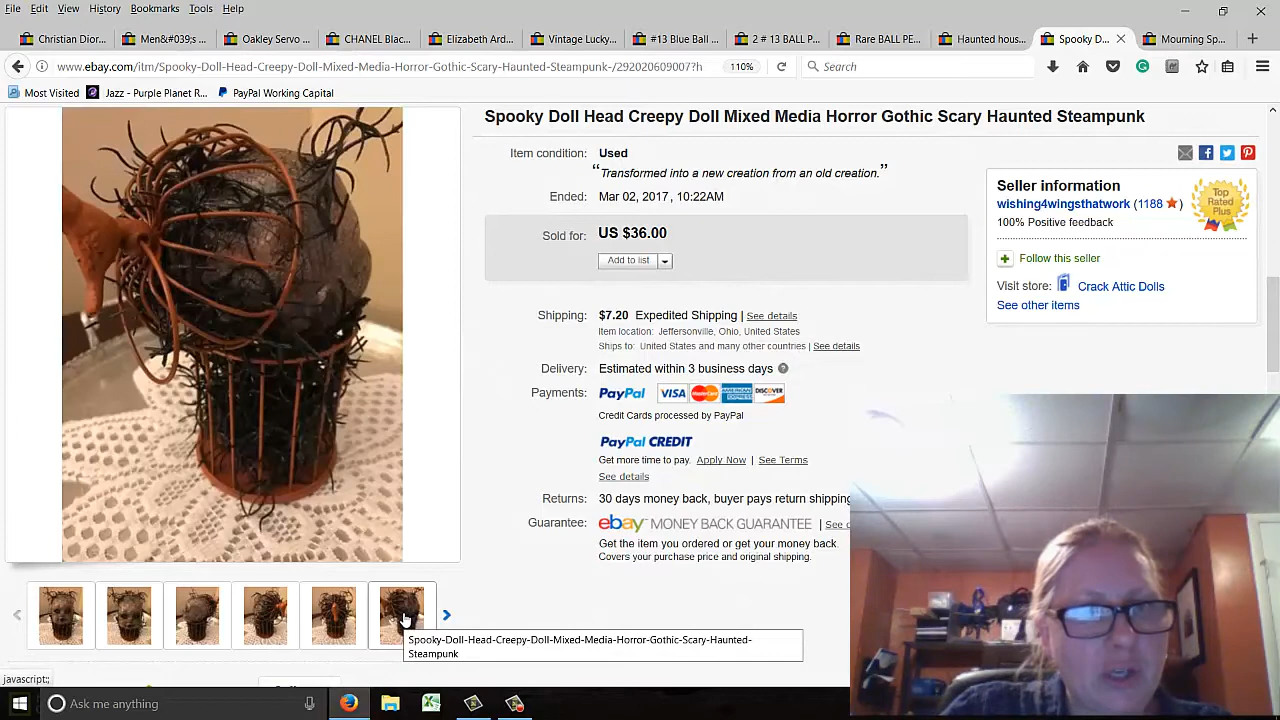 File Edit View History Bookmarks Tools Help
Christian Dior... Men&#039;s ... Oakley Servo ... CHANEL Blac... Elizabeth Ard... Vintage Lucky... #13 Blue Ball ... 2 # 13 BALL P... Rare BALL PE... Haunted hous... Spooky D... Mourning Sp...
www.ebay.com/itm/Spooky-Doll-Head-Creepy-Doll-Mixed-Media-Horror-Gothic-Scary-Haunted-Steampunk-/292020609007?h 110% Search
Most Visited Jazz - Purple Planet R... PayPal Working Capital
Spooky Doll Head Creepy Doll Mixed Media Horror Gothic Scary Haunted Steampunk
Item condition: Used
“Transformed into a new creation from an old creation.”
Ended: Mar 02, 2017 , 10:22AM
Sold for: US $36.00
Add to list
Shipping: $7.20 Expedited Shipping | See details
Item location: Jeffersonville, Ohio, United States
Ships to: United States and many other countries | See details
Delivery: Estimated within 3 business days
Payments: PayPal VISA MasterCard AMERICAN EXPRESS DISCOVER
Credit Cards processed by PayPal
PayPal CREDIT
Get more time to pay. Apply Now | See Terms
See details
Returns: 30 days money back, buyer pays return shipping
Guarantee: ebay MONEY BACK GUARANTEE | See d
Get the item you ordered or get your money back
Covers your purchase price and original shipping.
Seller information
wishing4wingsthatwork (1188)
100% Positive feedback
Top Rated Plus
Follow this seller
Visit store: Crack Attic Dolls
See other items
Spooky-Doll-Head-Creepy-Doll-Mixed-Media-Horror-Gothic-Scary-Haunted-
Steampunk
javascript:;
Ask me anything